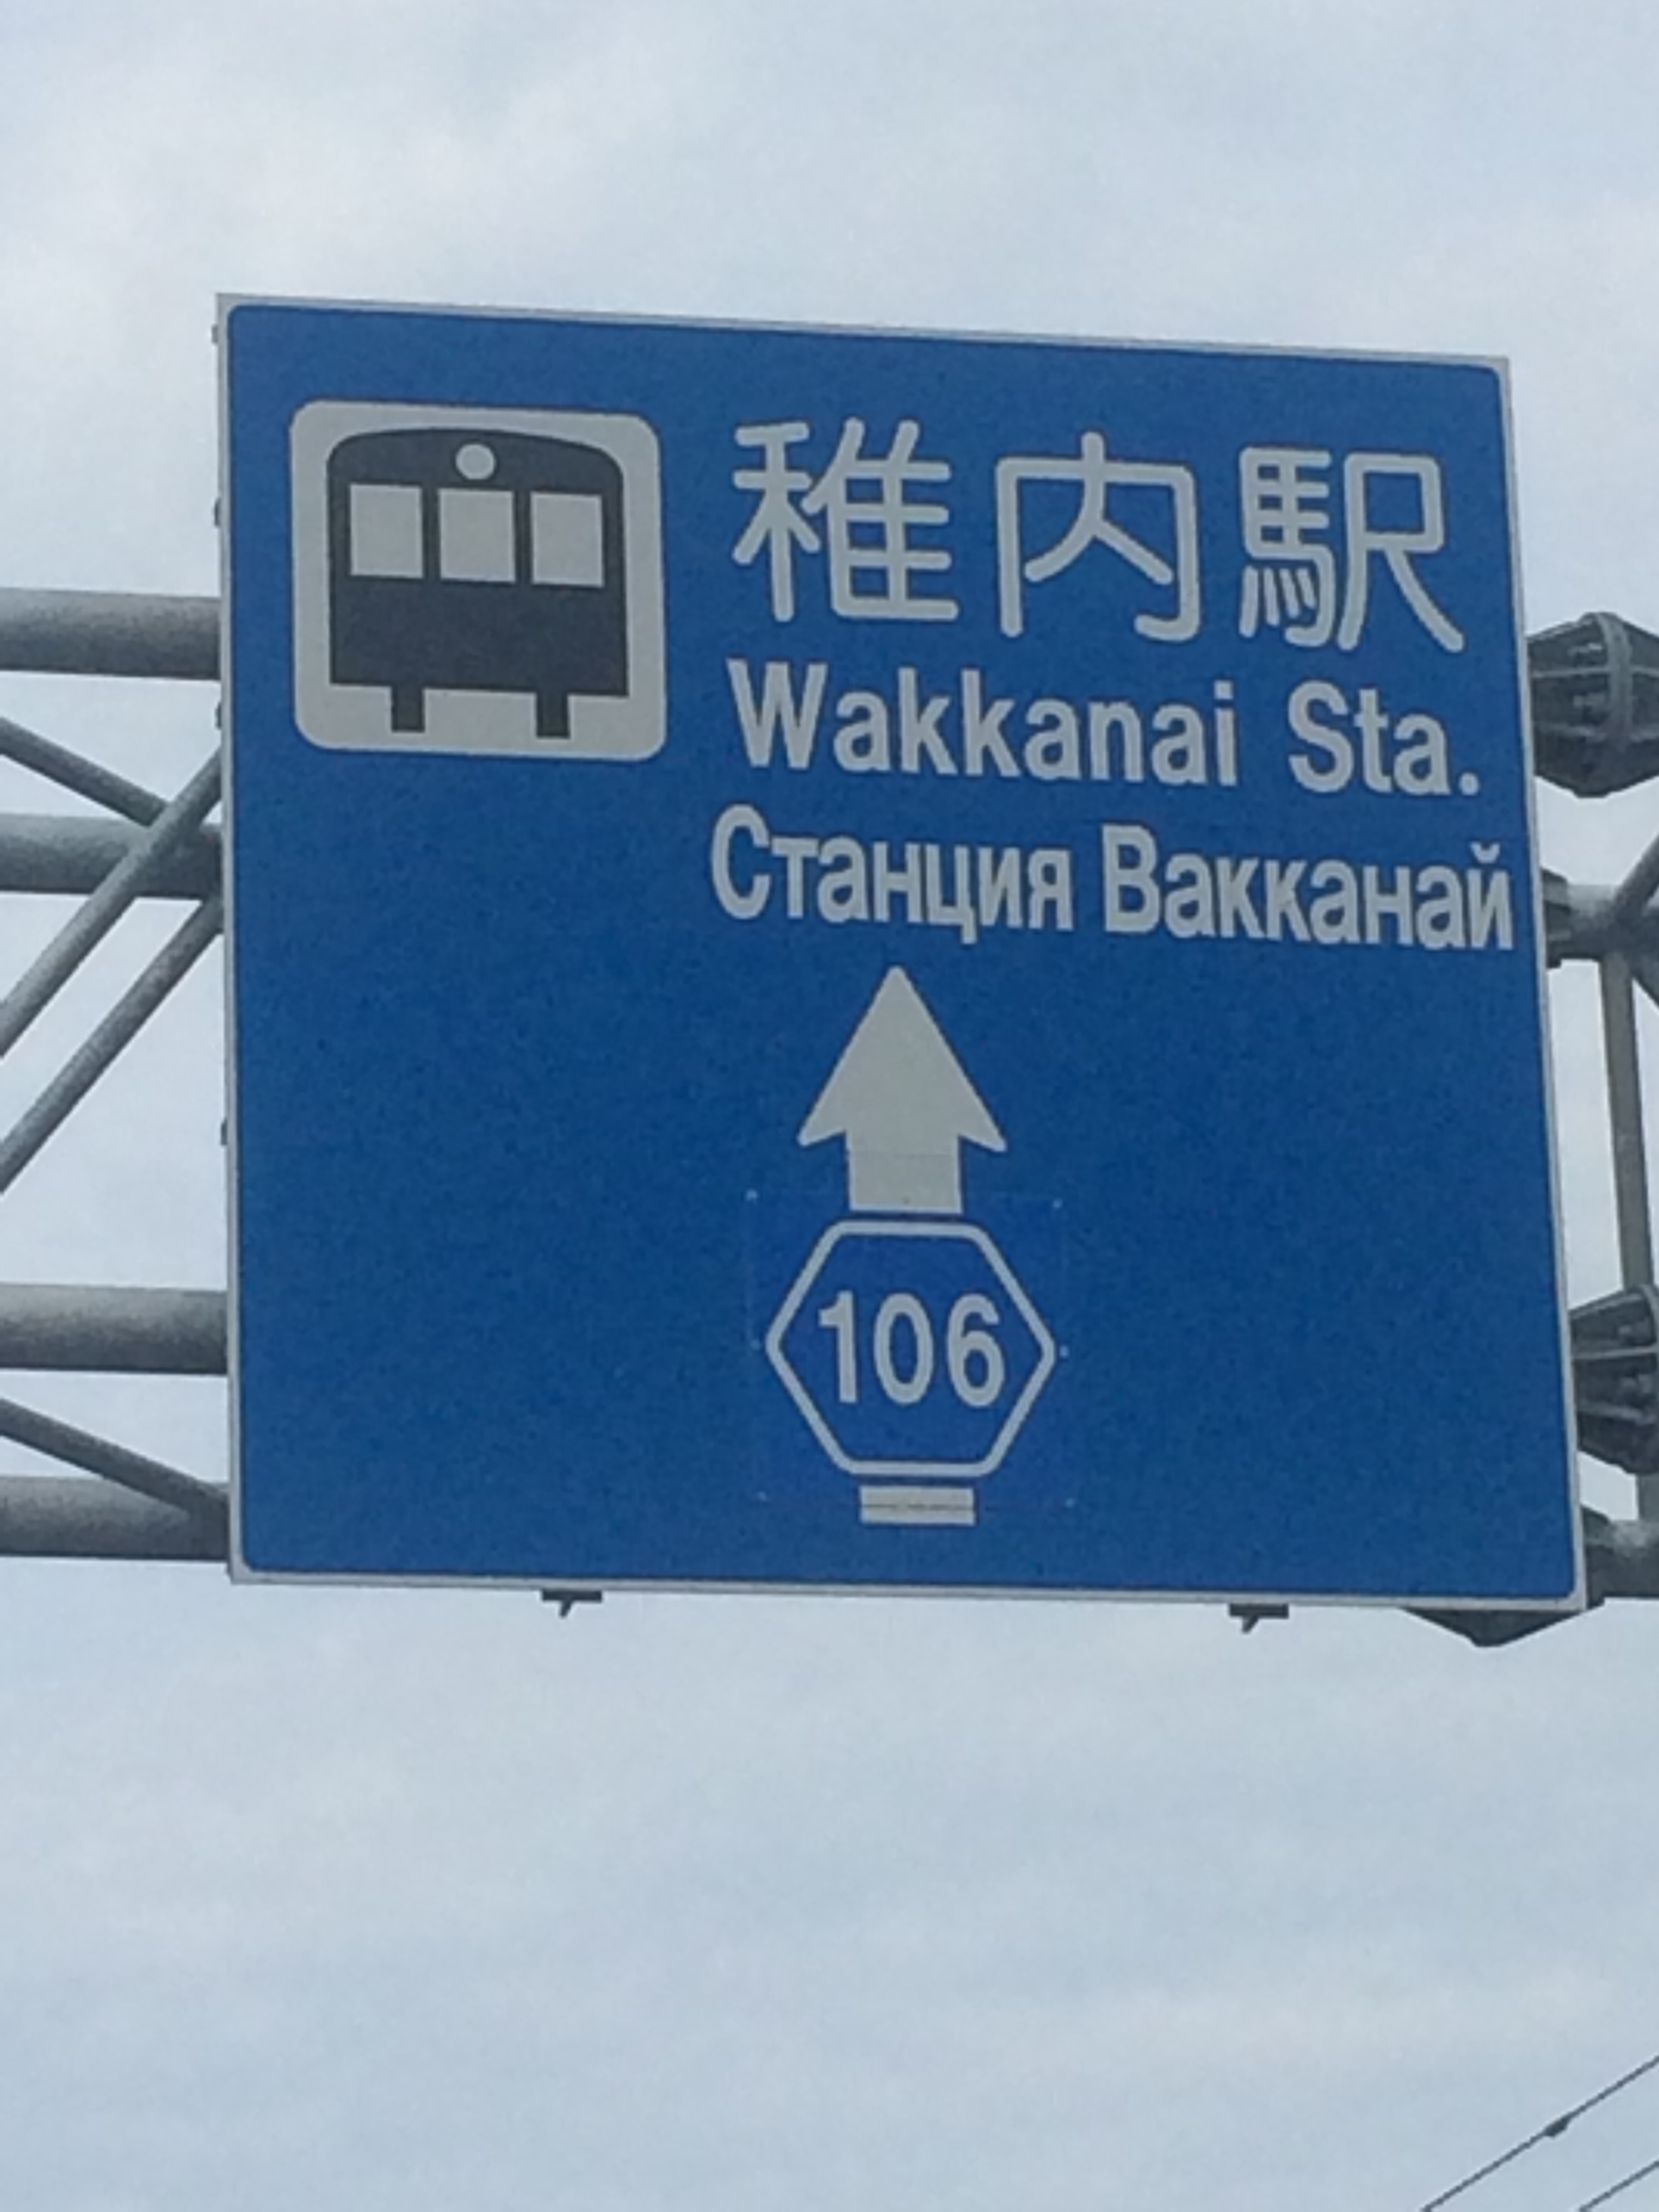 稚内駅
Wakkanai Sta.
Станция Вакканай
106